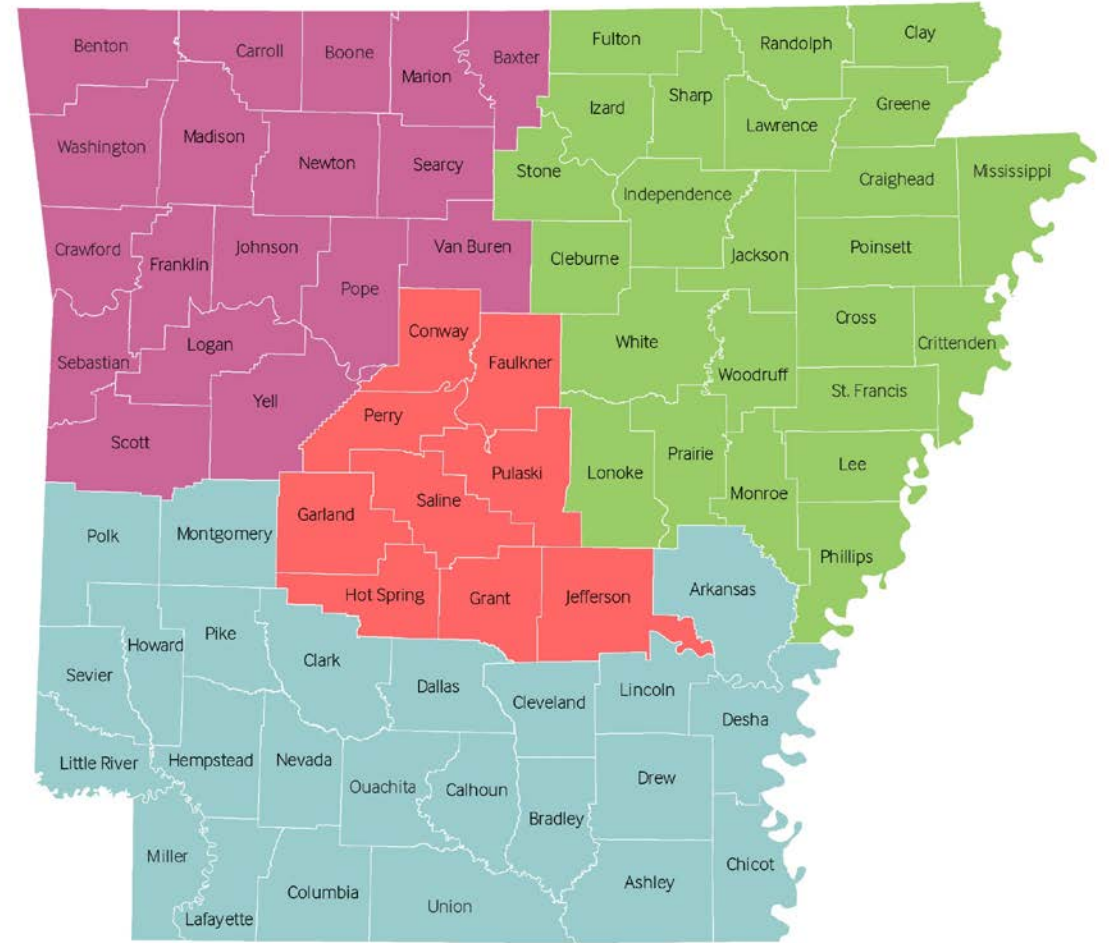 Benton
Carroll
Boone
Marion
Baxter
Fulton
Randolph
Clay
Izard
Sharp
Greene
Lawrence
Washington
Madison
Newton
Searcy
Stone
Independence
Craighead
Mississippi
Crawford
Franklin
Johnson
Pope
Van Buren
Cleburne
Jackson
Poinsett
Sebastian
Logan
Conway
Faulkner
White
Woodruff
Cross
Crittenden
Scott
Yell
Perry
St. Francis
Pulaski
Saline
Garland
Lonoke
Prairie
Monroe
Lee
Phillips
Polk
Montgomery
Hot Spring
Grant
Jefferson
Arkansas
Howard
Pike
Sevier
Clark
Dallas
Cleveland
Lincoln
Desha
Little River
Hempstead
Nevada
Ouachita
Calhoun
Bradley
Drew
Miller
Lafayette
Columbia
Union
Ashley
Chicot